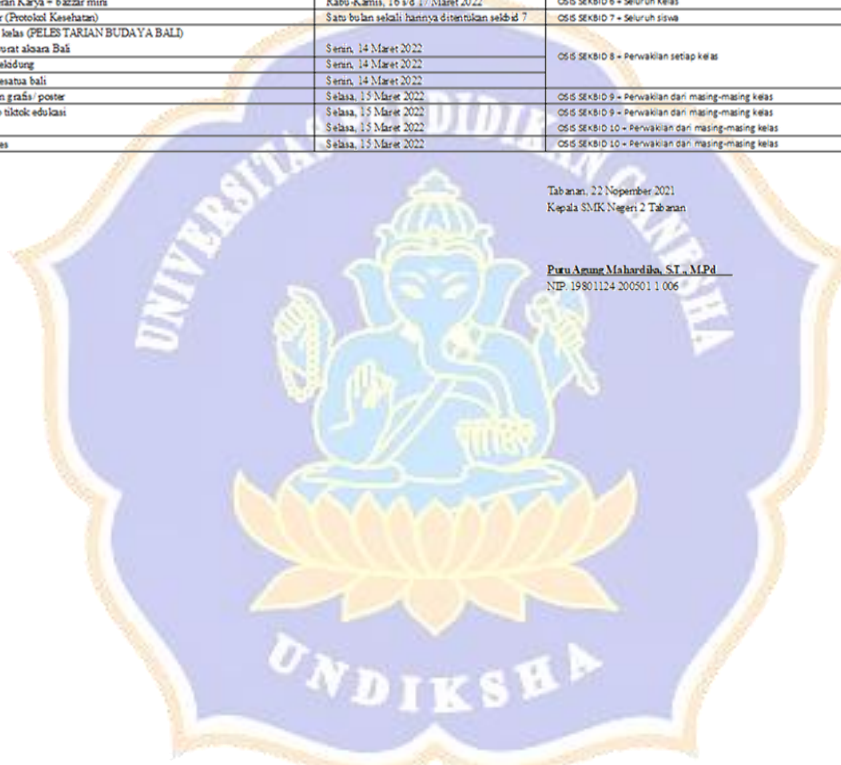 ran Karya + bazzar mini Rabu-Kamis, 16 s/d 17 Maret 2022 OSIS SEKBID 6 + Seluruh kelas
r (Protokol Kesehatan) Satu bulan sekali harinya ditentukan sekbid 7 OSIS SEKBID 7 + Seluruh siswa
kelas (PELESTARIAN BUDAYA BALI)
urat aksara Bali Senin, 14 Maret 2022 OSIS SEKBID 8 + Perwakilan setiap kelas
ekidung Senin, 14 Maret 2022
esatua bali Senin, 14 Maret 2022
n grafis/ poster Selasa, 15 Maret 2022 OSIS SEKBID 9 + Perwakilan dari masing-masing kelas
o tiktok edukasi Selasa, 15 Maret 2022 OSIS SEKBID 9 + Perwakilan dari masing-masing kelas
Selasa, 15 Maret 2022 OSIS SEKBID 10 + Perwakilan dari masing-masing kelas
es Selasa, 15 Maret 2022 OSIS SEKBID 10 + Perwakilan dari masing-masing kelas
Tabanan, 22 Nopember 2021
Kepala SMK Negeri 2 Tabanan
Putu Agung Mahardika, S.T., M.Pd
NIP. 19801124 200501 1 006
UNIVERSITAS PENDIDIKAN GANESHA
UNDIKSHA